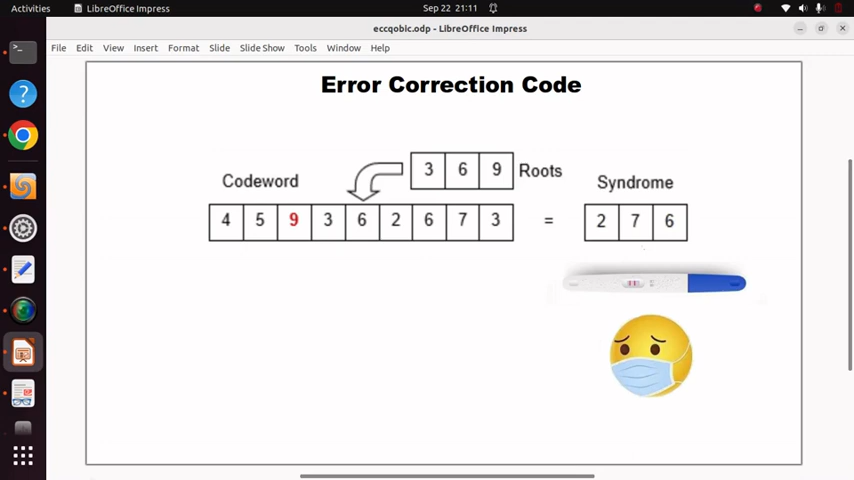 Activities
LibreOffice Impress
Sep 22 21:11
eccqobic.odp - LibreOffice Impress
File Edit View Insert Format Slide Slide Show Tools Window Help
Error Correction Code
3 6 9 Roots
Codeword
Syndrome
4 5 9 3 6 2 6 7 3 = 2 7 6